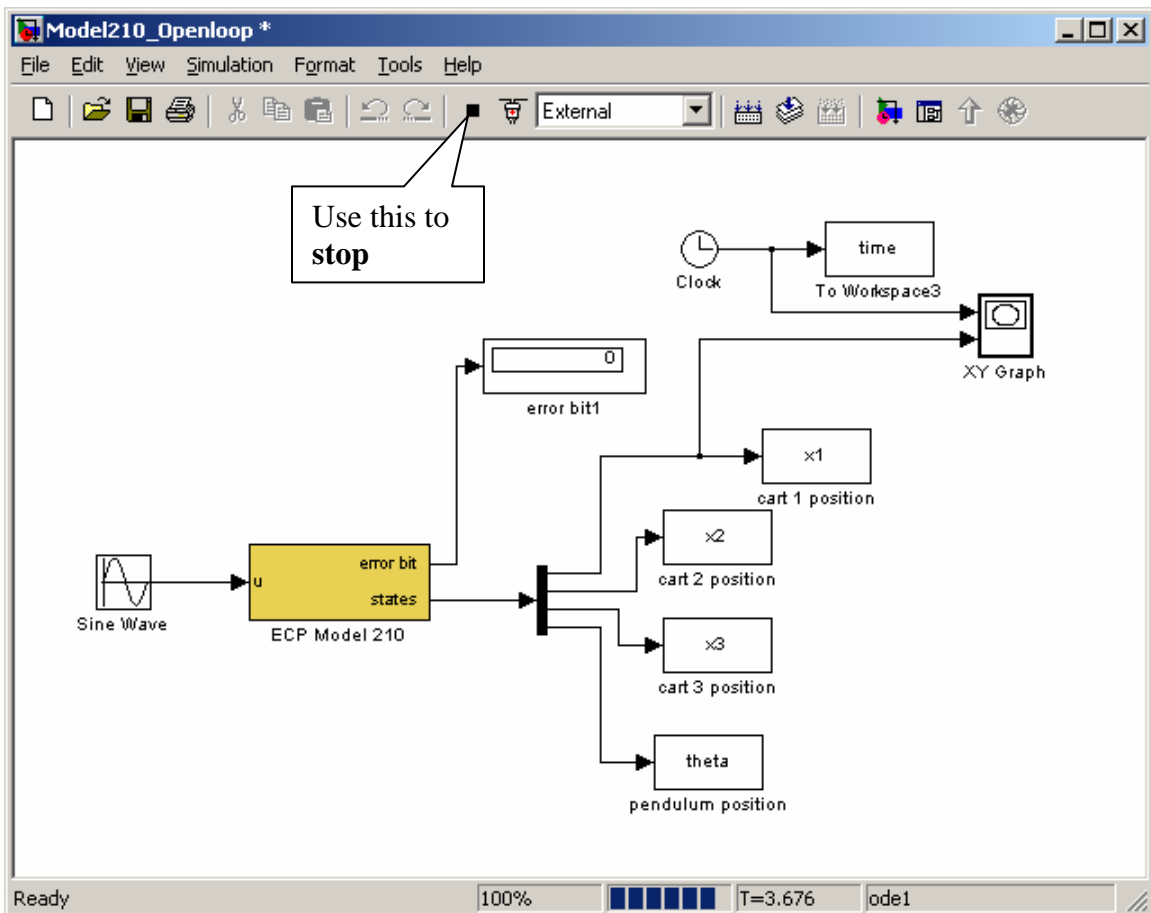 Model210_Openloop *
File Edit View Simulation Format Tools Help
External
Use this to
stop
time
Clock
To Workspace3
XY Graph
0
error bit1
x1
cart 1 position
x2
cart 2 position
error bit
u
states
Sine Wave
ECP Model 210
x3
cart 3 position
theta
pendulum position
Ready 100% T=3.676 ode1